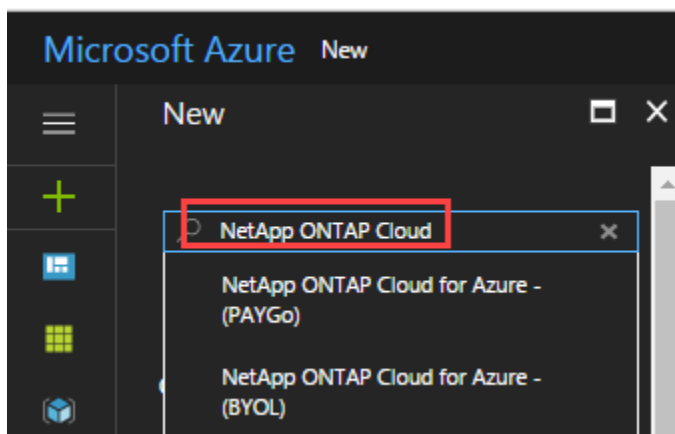 Microsoft Azure New
New
NetApp ONTAP Cloud
NetApp ONTAP Cloud for Azure -
(PAYGo)
NetApp ONTAP Cloud for Azure -
(BYOL)